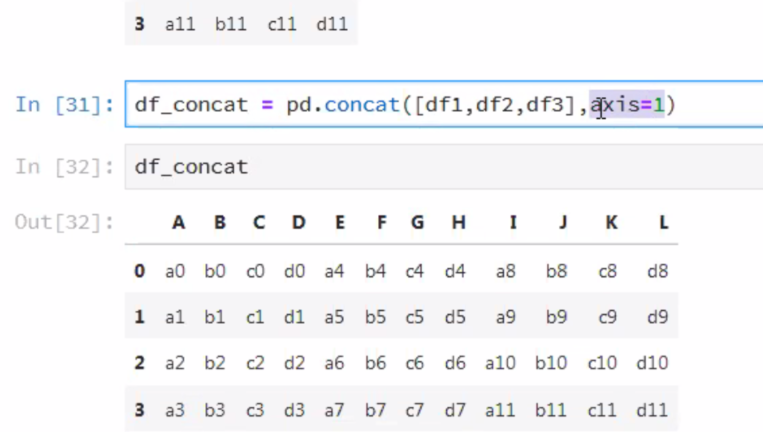 3 a11 b11 c11 d11
In [31]: df_concat = pd.concat([df1,df2,df3],axis=1)
In [32]: df_concat
Out[32]: A B C D E F G H I J K L
0 a0 b0 c0 d0 a4 b4 c4 d4 a8 b8 c8 d8
1 a1 b1 c1 d1 a5 b5 c5 d5 a9 b9 c9 d9
2 a2 b2 c2 d2 a6 b6 c6 d6 a10 b10 c10 d10
3 a3 b3 c3 d3 a7 b7 c7 d7 a11 b11 c11 d11